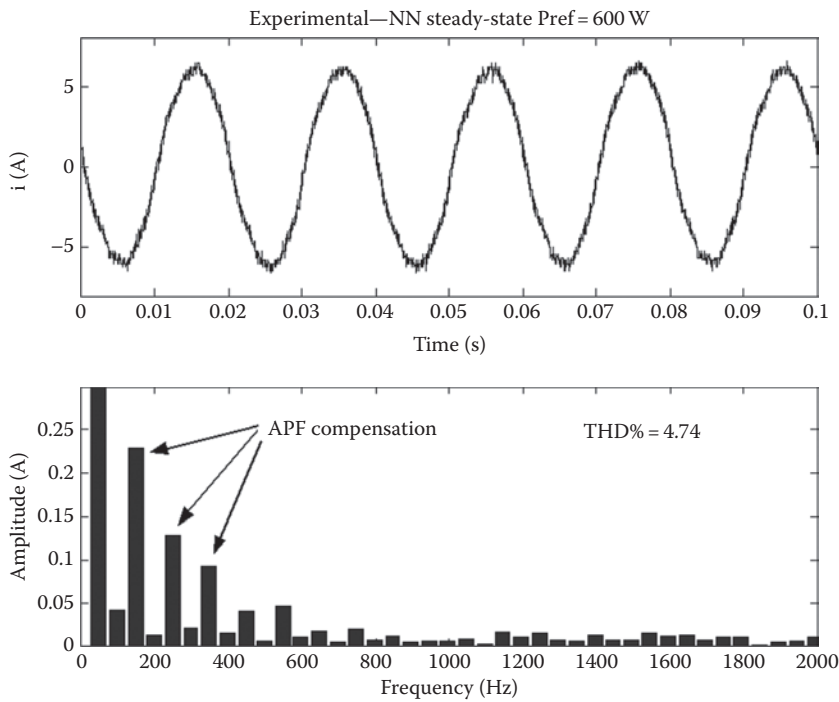 Experimental—NN steady-state Pref = 600 W
5
0
−5
i (A)
0 0.01 0.02 0.03 0.04 0.05 0.06 0.07 0.08 0.09 0.1
Time (s)
APF compensation
THD% = 4.74
0.25
0.2
0.15
0.1
0.05
0
Amplitude (A)
0 200 400 600 800 1000 1200 1400 1600 1800 2000
Frequency (Hz)